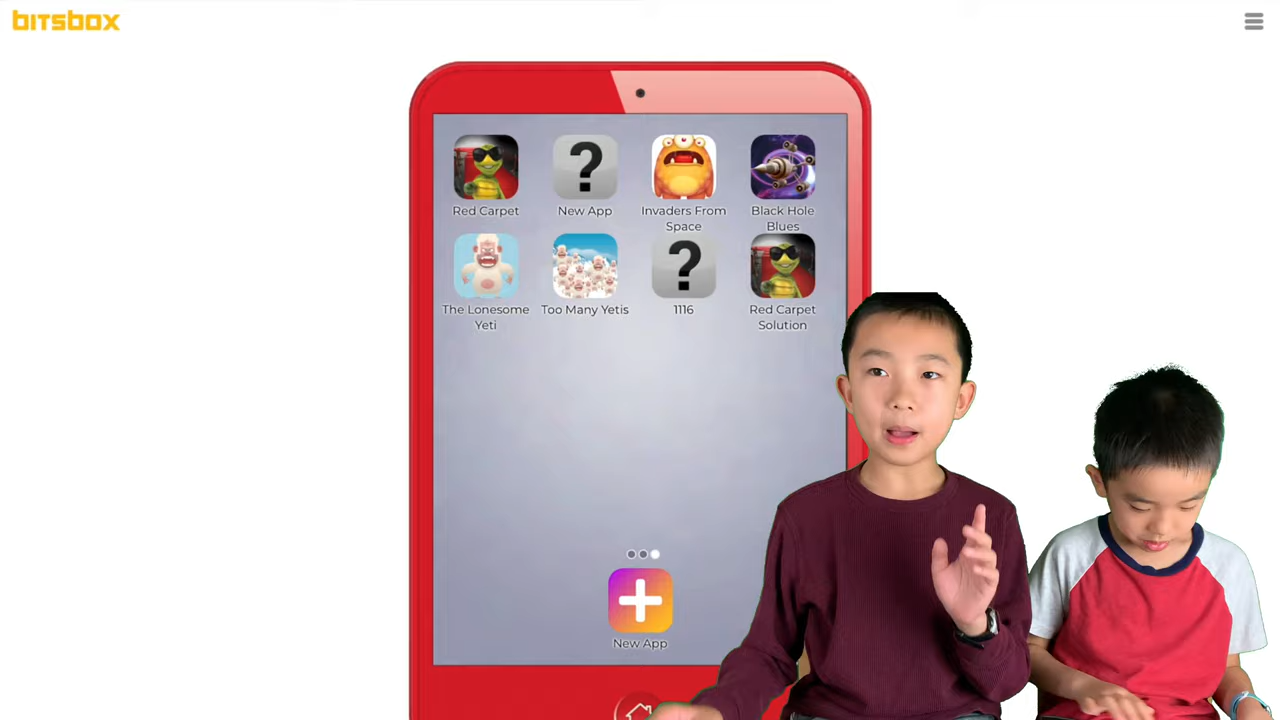 bitsbox
Red Carpet
New App
Invaders From
Space
Black Hole
Blues
The Lonesome
Yeti
Too Many Yetis
1116
Red Carpet
Solution
New App